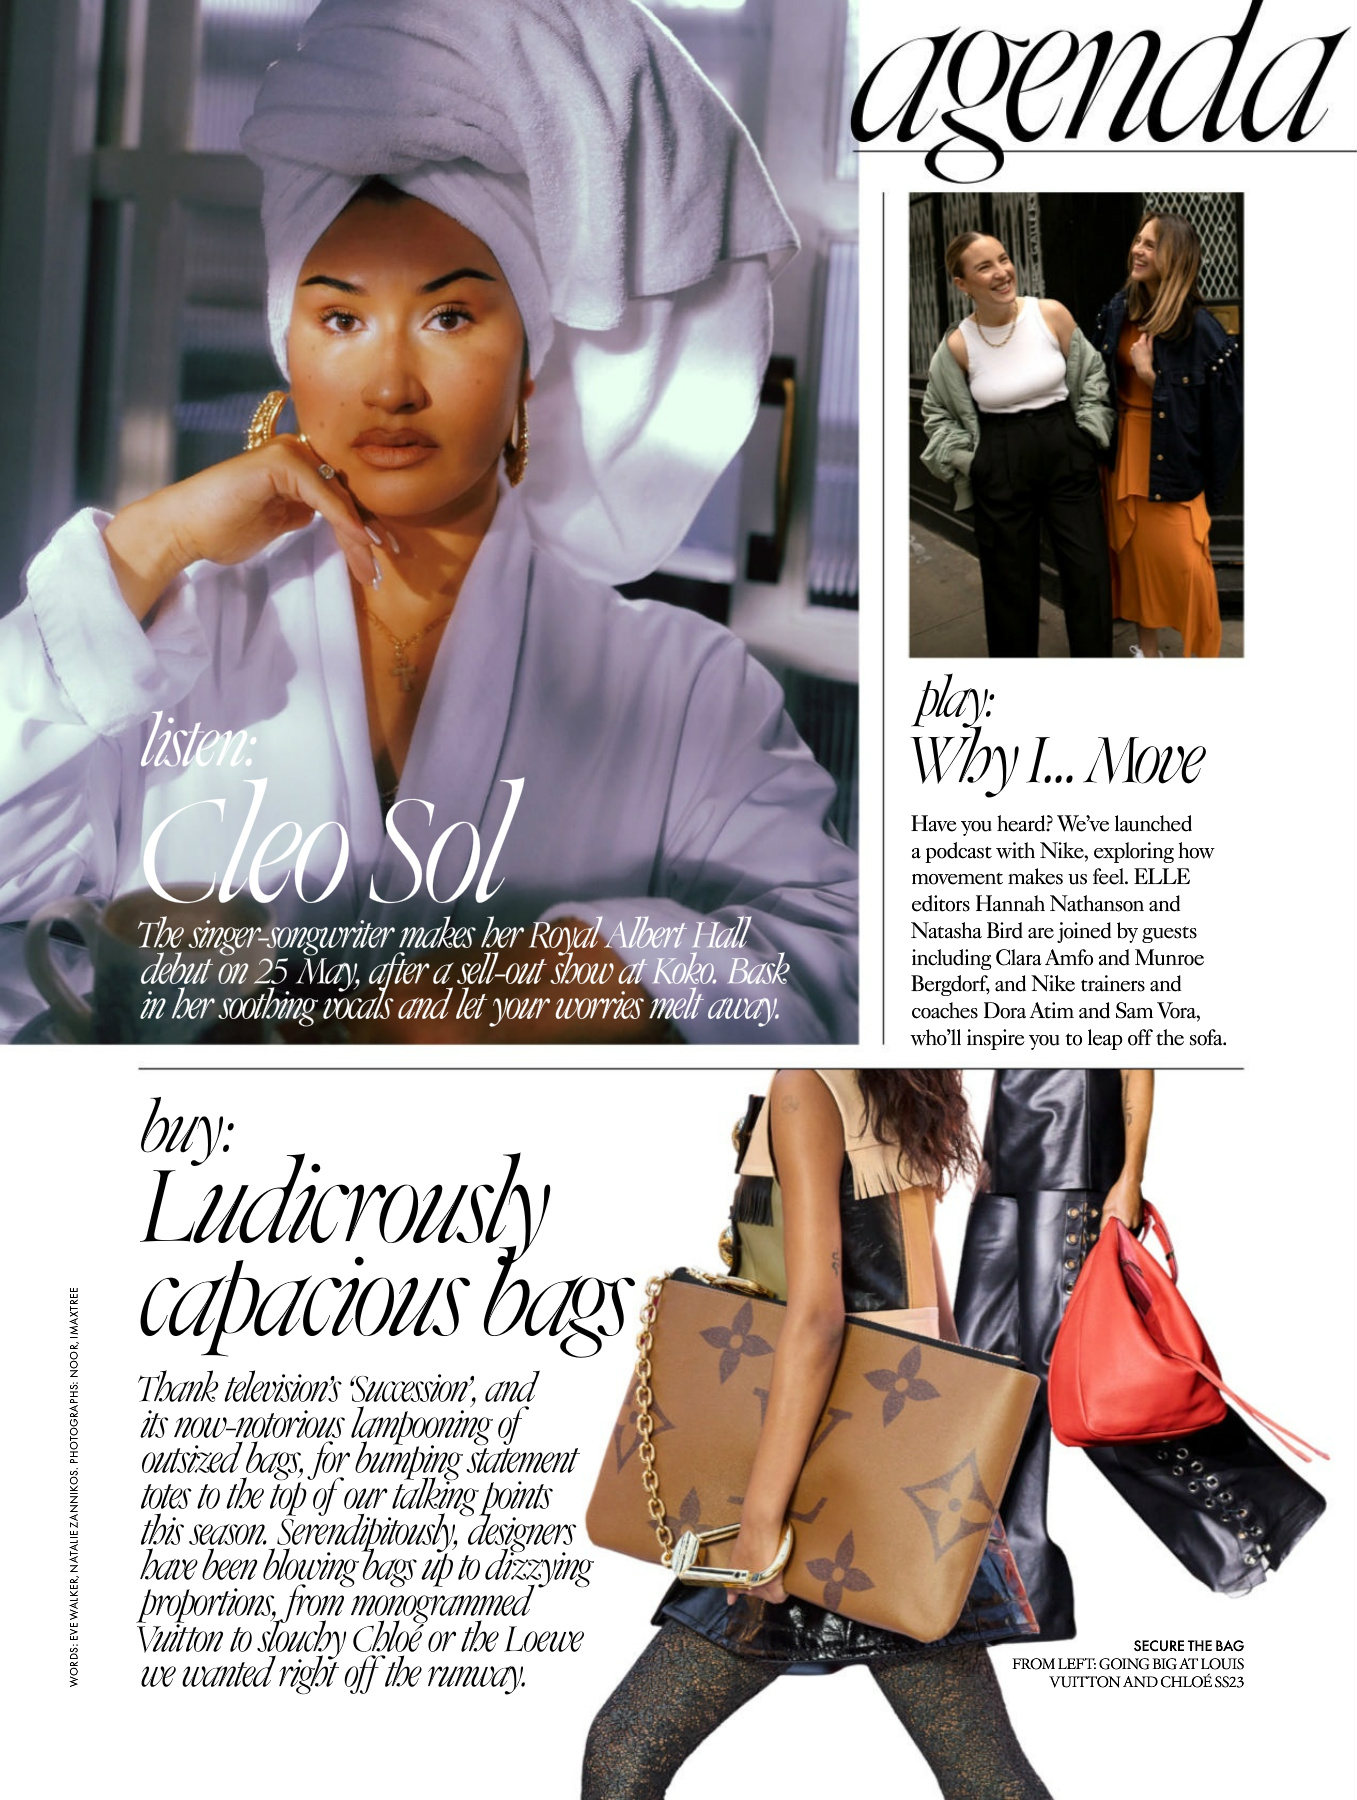 agenda
listen:
Cleo Sol
The singer-songwriter makes her Royal Albert Hall
debut on 25 May, after a sell-out show at Koko. Bask
in her soothing vocals and let your worries melt away.
play:
Why I... Move
Have you heard? We’ve launched
a podcast with Nike, exploring how
movement makes us feel. ELLE
editors Hannah Nathanson and
Natasha Bird are joined by guests
including Clara Amfo and Munroe
Bergdorf, and Nike trainers and
coaches Dora Atim and Sam Vora,
who’ll inspire you to leap off the sofa.
buy:
Ludicrously
capacious bags
Thank television’s ‘Succession’, and
its now-notorious lampooning of
outsized bags, for bumping statement
totes to the top of our talking points
this season. Serendipitously, designers
have been blowing bags up to dizzying
proportions, from monogrammed
Vuitton to slouchy Chloé or the Loewe
we wanted right off the runway.
SECURE THE BAG
FROM LEFT: GOING BIG AT LOUIS
VUITTON AND CHLOÉ SS23
WORDS: EVE WALKER, NATALIE ZANNIKOS. PHOTOGRAPHS: NOOR, IMAXTREE